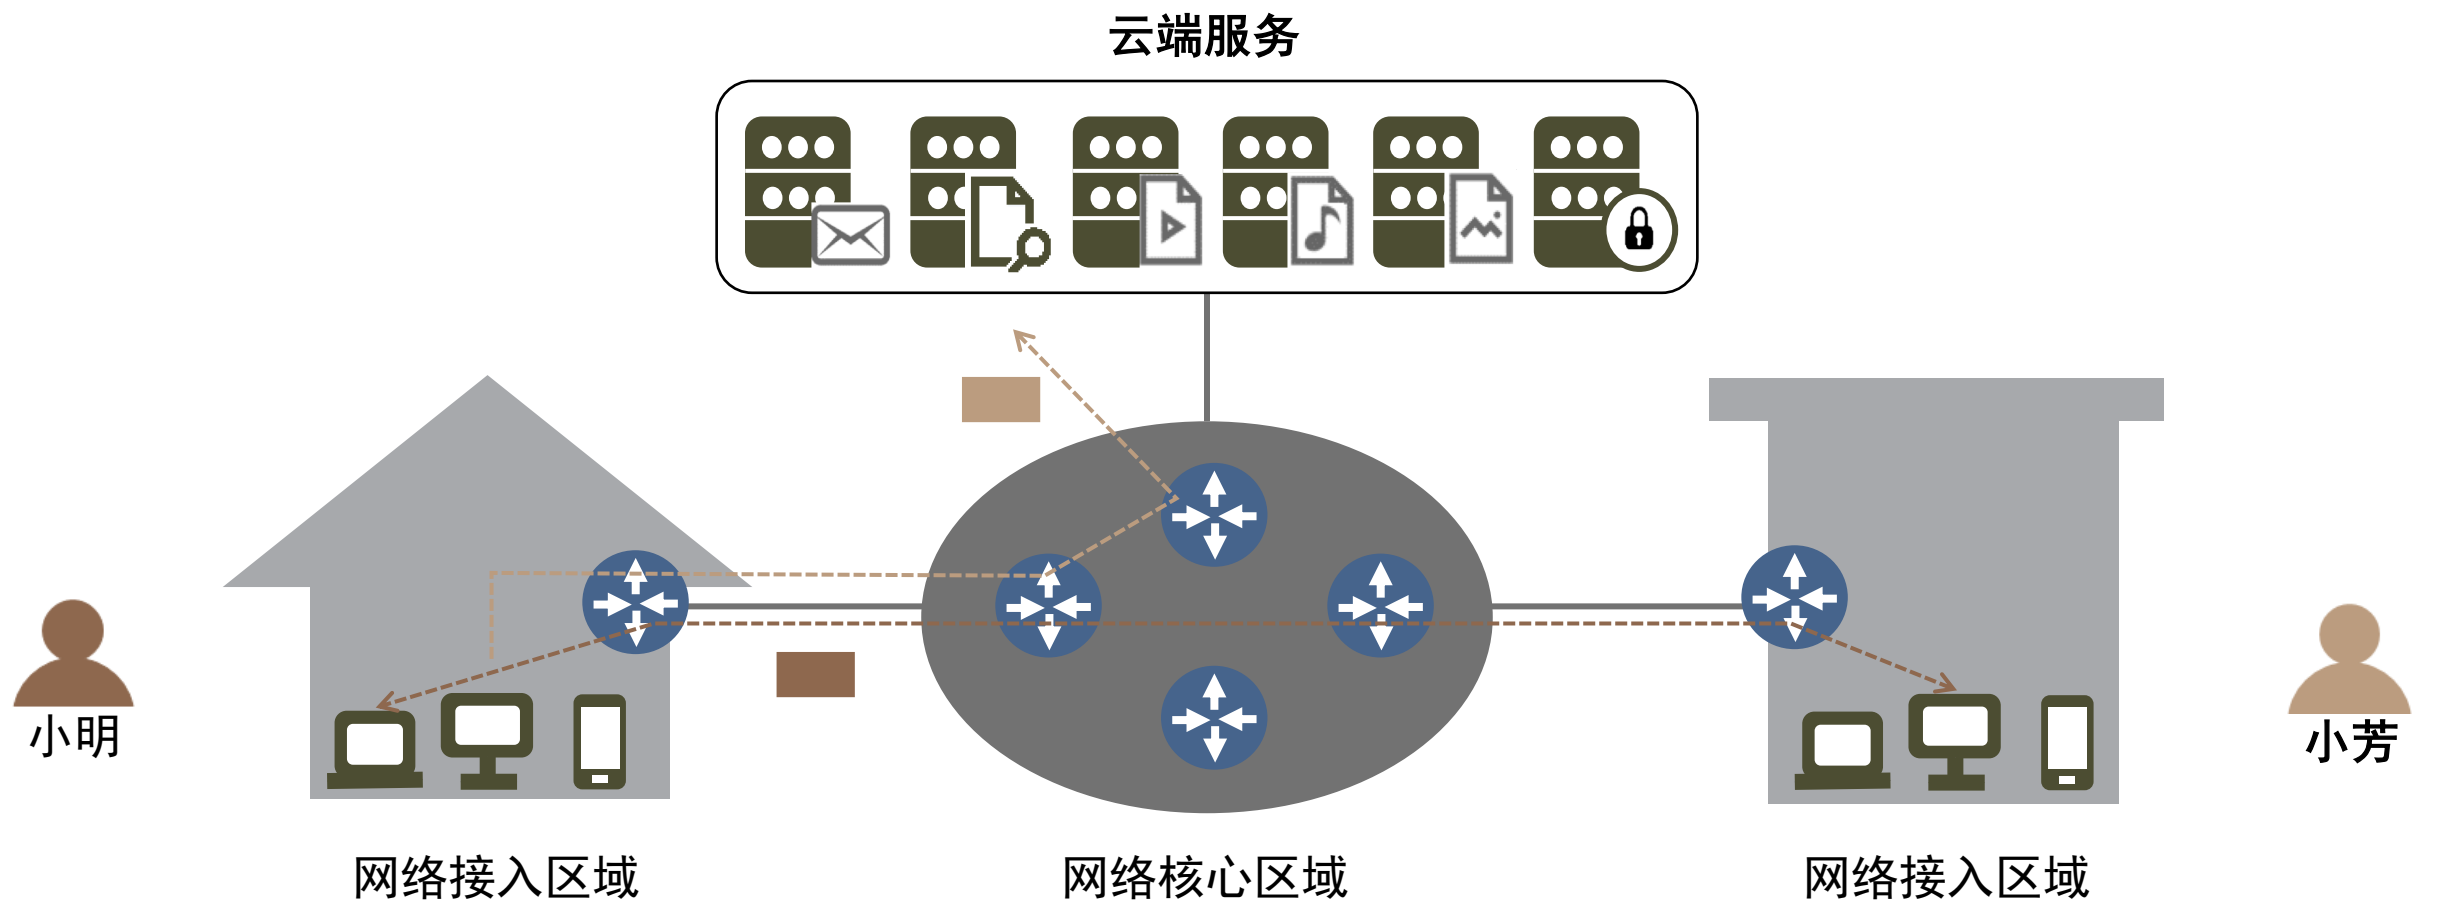 云端服务
小明
小芳
网络接入区域
网络核心区域
网络接入区域